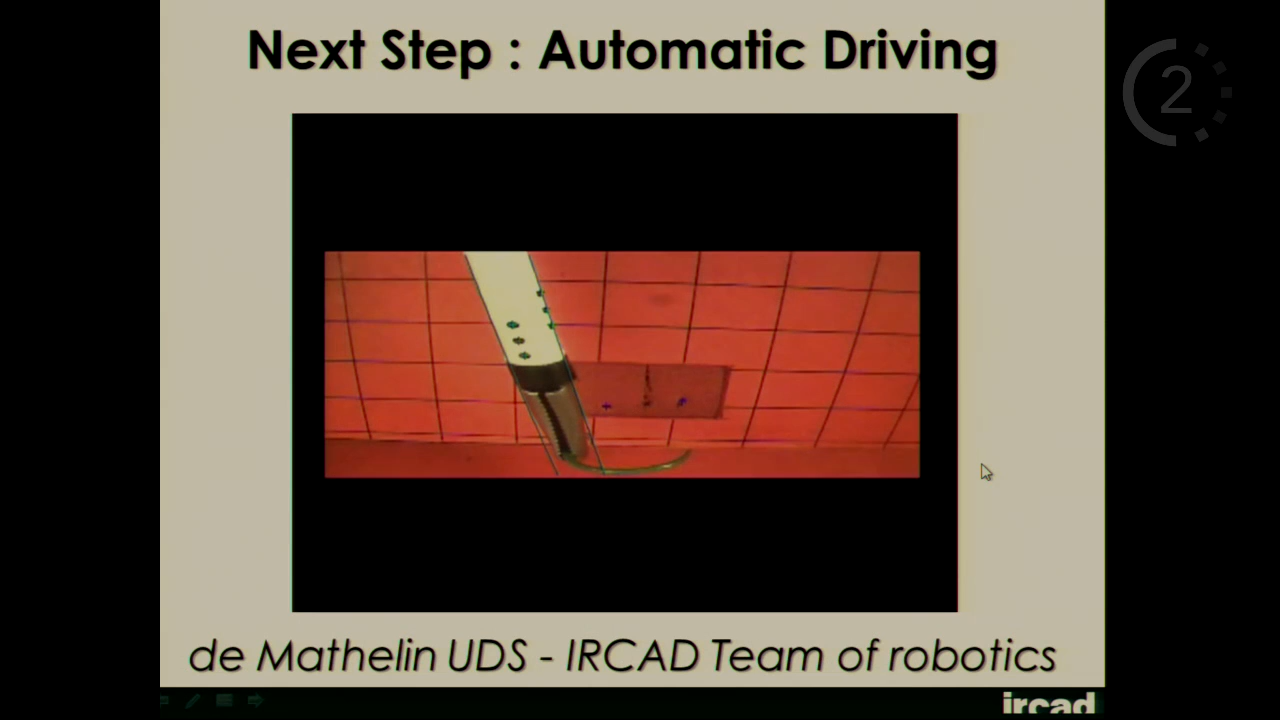 Next Step : Automatic Driving
2
de Mathelin UDS - IRCAD Team of robotics
ircad